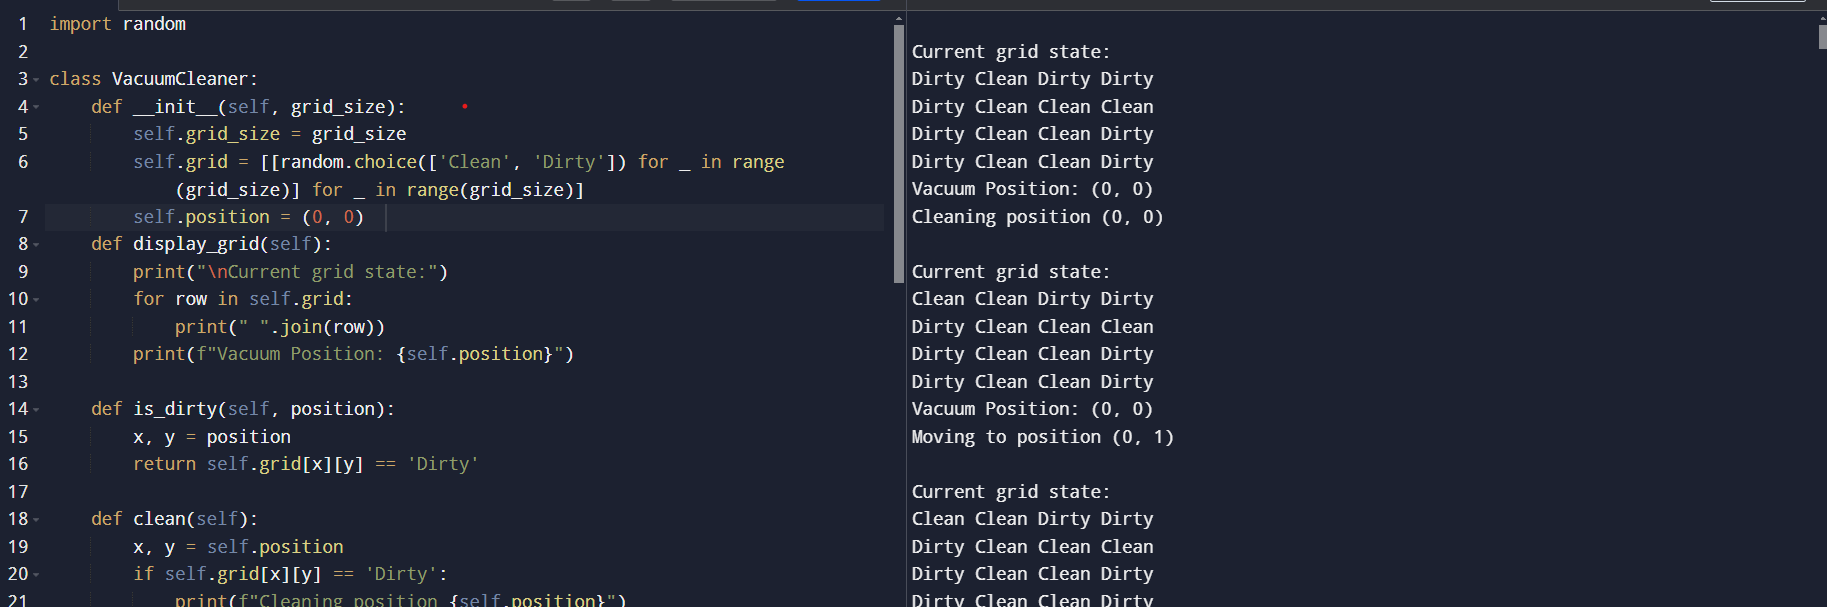 1 import random
2
3 class VacuumCleaner:
4 def __init__(self, grid_size):
5 self.grid_size = grid_size
6 self.grid = [[random.choice(['Clean', 'Dirty']) for _ in range
(grid_size)] for _ in range(grid_size)]
7 self.position = (0, 0)
8 def display_grid(self):
9 print("\nCurrent grid state:")
10 for row in self.grid:
11 print(" ".join(row))
12 print(f"Vacuum Position: {self.position}")
13
14 def is_dirty(self, position):
15 x, y = position
16 return self.grid[x][y] == 'Dirty'
17
18 def clean(self):
19 x, y = self.position
20 if self.grid[x][y] == 'Dirty':
21 print(f"Cleaning position {self.position}")
Current grid state:
Dirty Clean Dirty Dirty
Dirty Clean Clean Clean
Dirty Clean Clean Dirty
Dirty Clean Clean Dirty
Vacuum Position: (0, 0)
Cleaning position (0, 0)
Current grid state:
Clean Clean Dirty Dirty
Dirty Clean Clean Clean
Dirty Clean Clean Dirty
Dirty Clean Clean Dirty
Vacuum Position: (0, 0)
Moving to position (0, 1)
Current grid state:
Clean Clean Dirty Dirty
Dirty Clean Clean Clean
Dirty Clean Clean Dirty
Dirty Clean Clean Dirty